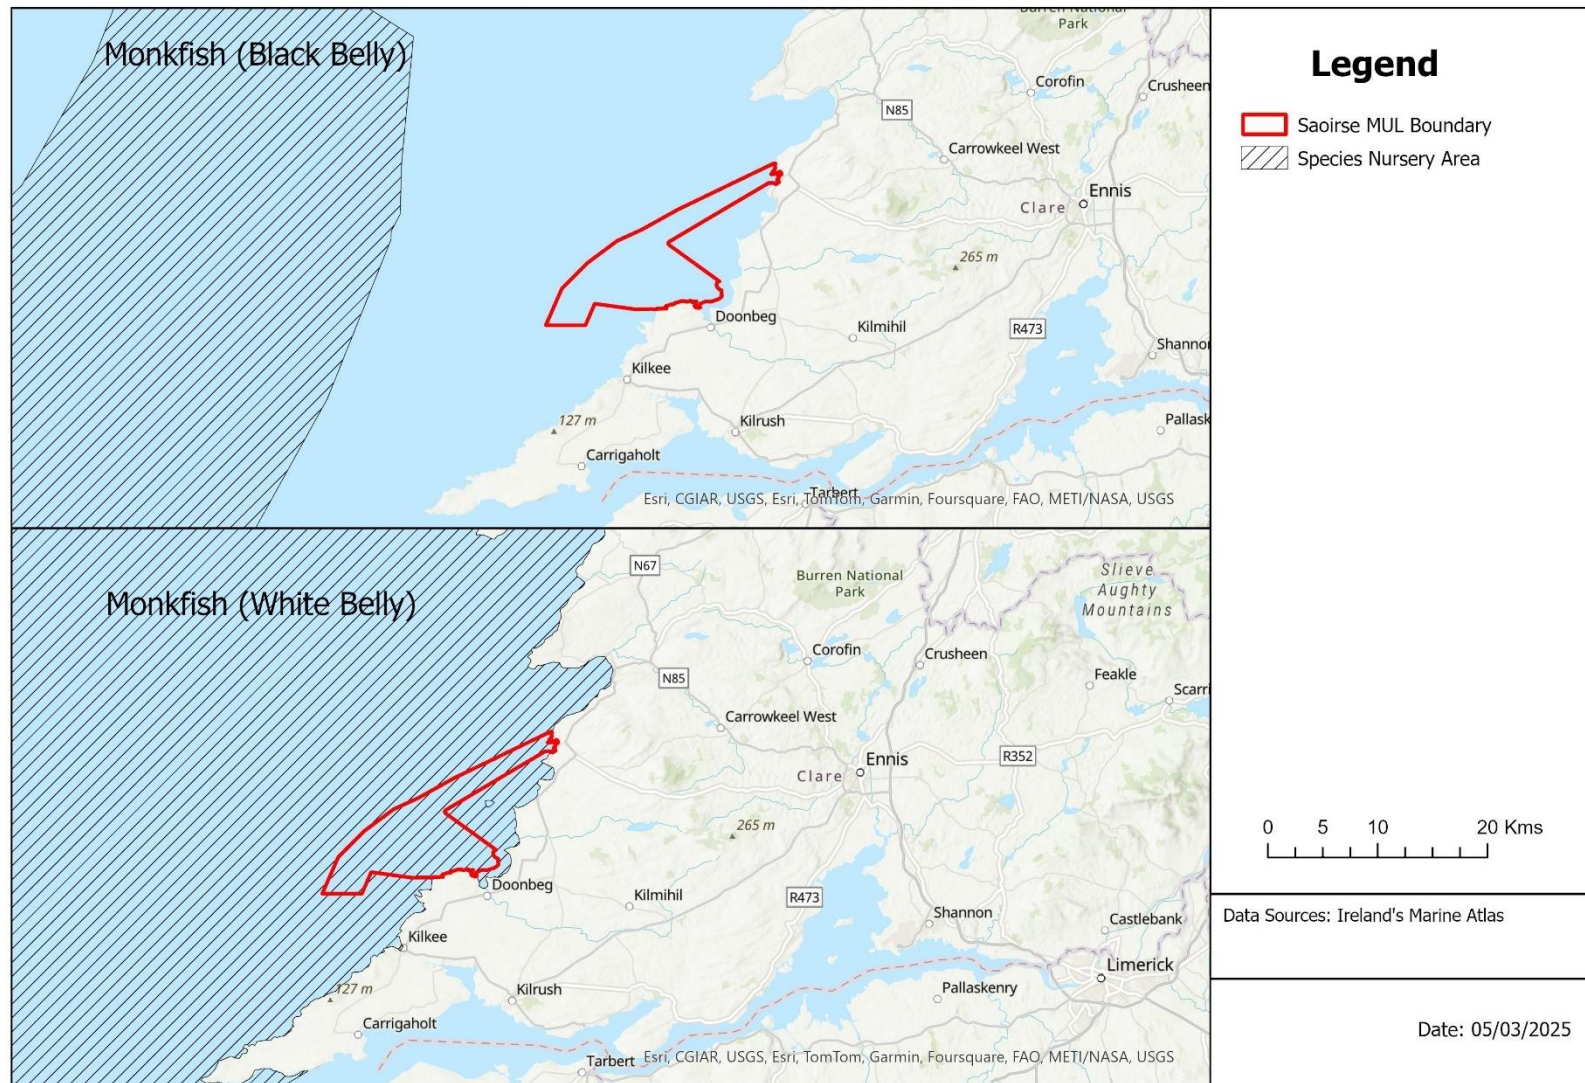 Monkfish (Black Belly)
Burren National
Park
Corofin
Crusheen
N85
Carrowkeel West
Ennis
Clare
265 m
Doonbeg
Kilmihil
R473
Shannon
Kilkee
127 m
Kilrush
Pallask
Carrigaholt
Tarbert
Esri, CGIAR, USGS, Esri, TomTom, Garmin, Foursquare, FAO, METI/NASA, USGS
Monkfish (White Belly)
N67
Burren National
Park
Slieve
Aughty
Mountains
Corofin
Crusheen
Feakle
N85
Scarri
Carrowkeel West
Ennis
R352
Clare
265 m
Doonbeg
Kilmihil
R473
Shannon
Castlebank
Kilkee
Limerick
127 m
Kilrush
Pallaskenry
Carrigaholt
Tarbert
Esri, CGIAR, USGS, Esri, TomTom, Garmin, Foursquare, FAO, METI/NASA, USGS
Legend
Saoirse MUL Boundary
Species Nursery Area
0 5 10 20 Kms
Data Sources: Ireland's Marine Atlas
Date: 05/03/2025